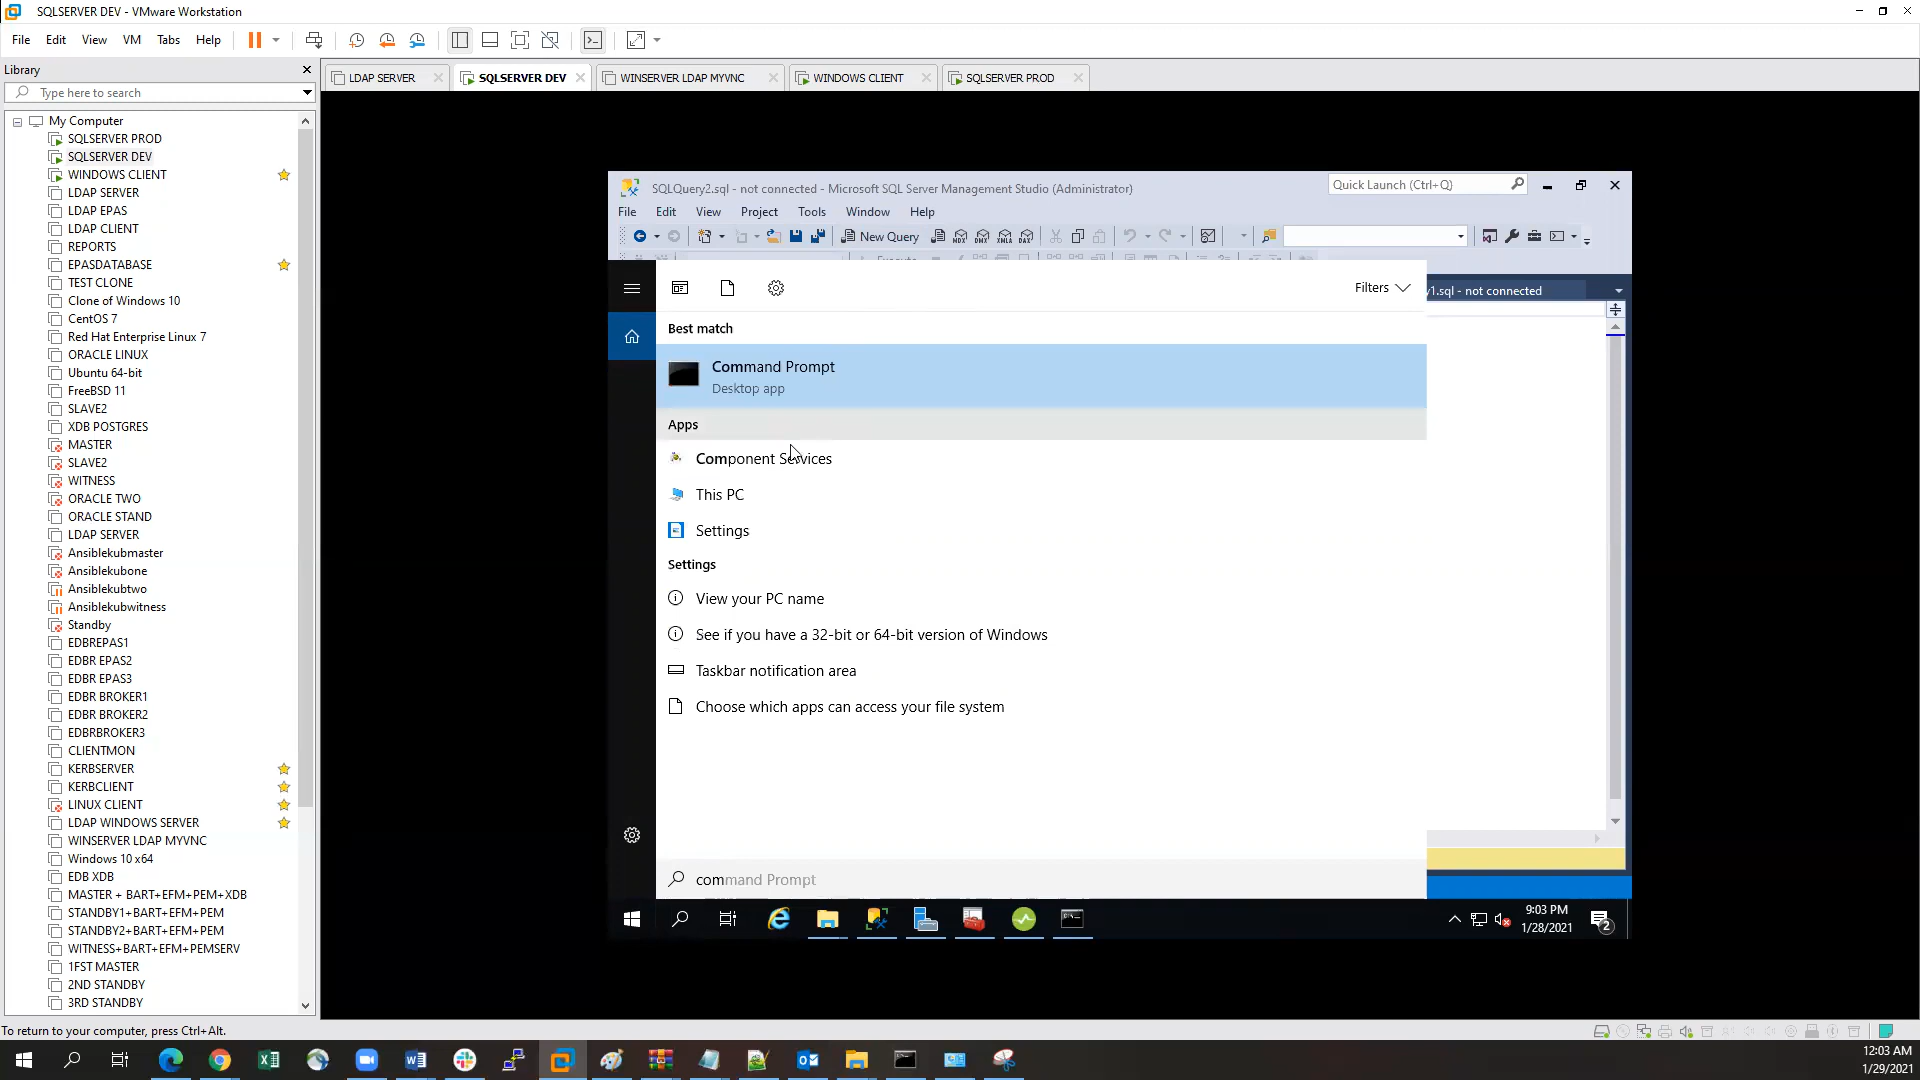 SQLSERVER DEV - VMware Workstation
File Edit View VM Tabs Help
Library
Type here to search
My Computer
SQLSERVER PROD
SQLSERVER DEV
WINDOWS CLIENT
LDAP SERVER
LDAP EPAS
LDAP CLIENT
REPORTS
EPASDATABASE
TEST CLONE
Clone of Windows 10
CentOS 7
Red Hat Enterprise Linux 7
ORACLE LINUX
Ubuntu 64-bit
FreeBSD 11
SLAVE2
XDB POSTGRES
MASTER
SLAVE2
WITNESS
ORACLE TWO
ORACLE STAND
LDAP SERVER
Ansiblekubmaster
Ansiblekubone
Ansiblekubtwo
Ansiblekubwitness
Standby
EDBREPAS1
EDBR EPAS2
EDBR EPAS3
EDBR BROKER1
EDBR BROKER2
EDBRBROKER3
CLIENTMON
KERBSERVER
KERBCLIENT
LINUX CLIENT
LDAP WINDOWS SERVER
WINSERVER LDAP MYVNC
Windows 10 x64
EDB XDB
MASTER + BART+EFM+PEM+XDB
STANDBY1+BART+EFM+PEM
STANDBY2+BART+EFM+PEM
WITNESS+BART+EFM+PEMSERV
1FST MASTER
2ND STANDBY
3RD STANDBY
LDAP SERVER SQLSERVER DEV WINSERVER LDAP MYVNC WINDOWS CLIENT SQLSERVER PROD
SQLQuery2.sql - not connected - Microsoft SQL Server Management Studio (Administrator)
Quick Launch (Ctrl+Q)
File Edit View Project Tools Window Help
New Query MDX DMX XMLA DAX
Filters
1.sql - not connected
Best match
Command Prompt
Desktop app
Apps
Component Services
This PC
Settings
Settings
View your PC name
See if you have a 32-bit or 64-bit version of Windows
Taskbar notification area
Choose which apps can access your file system
command Prompt
9:03 PM
1/28/2021
2
To return to your computer, press Ctrl+Alt.
12:03 AM
1/29/2021